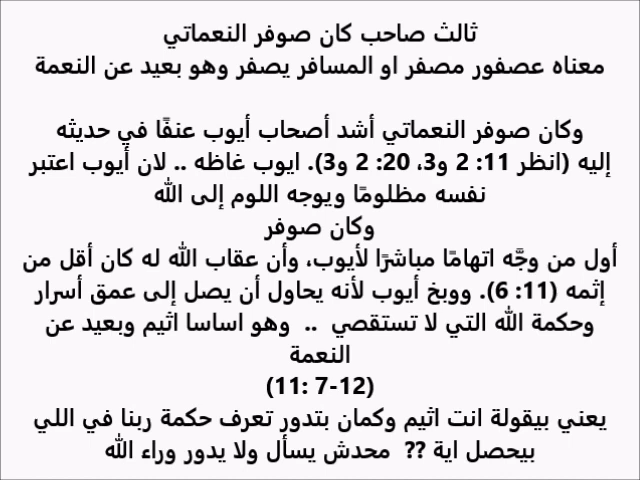 ثالث صاحب كان صوفر النعماتي
معناه عصفور مصفر او المسافر يصفر وهو بعيد عن النعمة
وكان صوفر النعماتي أشد أصحاب أيوب عنفًا في حديثه
إليه (انظر 11: 2 و3، 20: 2 و3). ايوب غاظه .. لان أيوب اعتبر
نفسه مظلومًا ويوجه اللوم إلى الله
وكان صوفر
أول من وجَّه اتهامًا مباشرًا لأيوب، وأن عقاب الله له كان أقل من
إثمه (11: 6). ووبخ أيوب لأنه يحاول أن يصل إلى عمق أسرار
وحكمة الله التي لا تستقصي .. وهو اساسا اثيم وبعيد عن
النعمة
(11: 7-12)
يعني بيقولة انت اثيم وكمان بتدور تعرف حكمة ربنا في اللي
بيحصل اية ?? محدش يسأل ولا يدور وراء الله